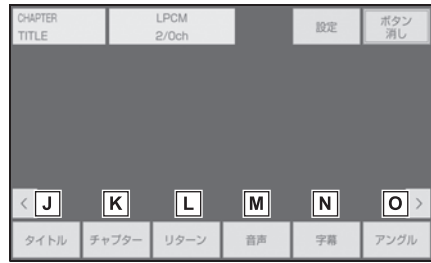 CHAPTER
TITLE
LPCM
2/0ch
設定
ボタン
消し
< J K L M N O >
タイトル チャプター リターン 音声 字幕 アングル